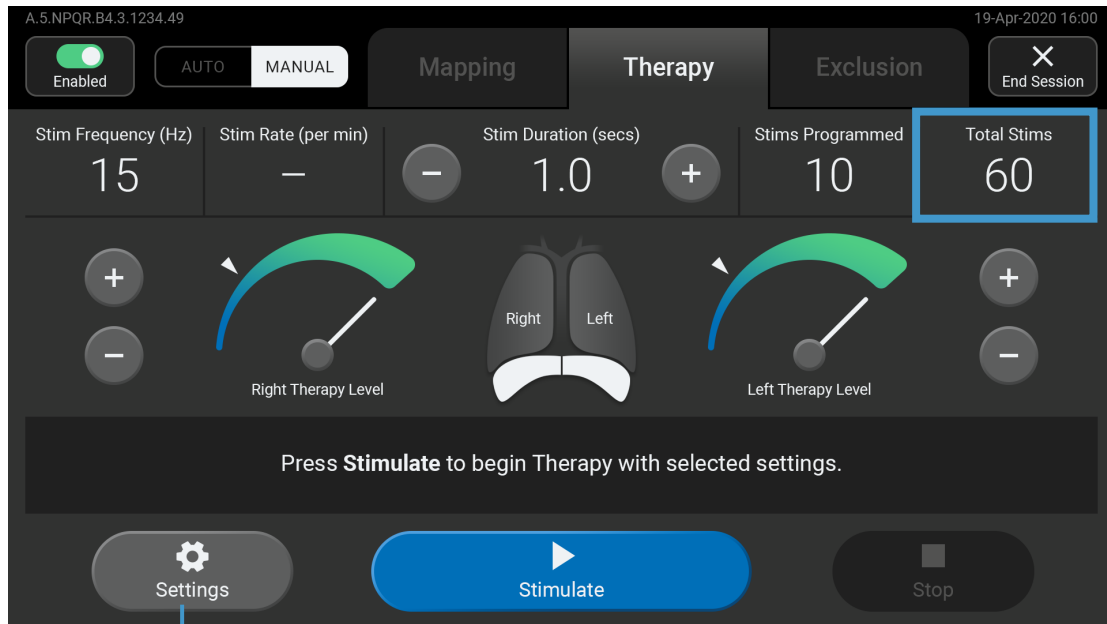 A.5.NPQR.B4.3.1234.49
19-Apr-2020 16:00
Enabled
AUTO
MANUAL
Mapping
Therapy
Exclusion
End Session
Stim Frequency (Hz)
15
Stim Rate (per min)
–
Stim Duration (secs)
− 1.0 +
Stims Programmed
10
Total Stims
60
+
−
Right Therapy Level
Right
Left
Left Therapy Level
+
−
Press Stimulate to begin Therapy with selected settings.
Settings
Stimulate
Stop